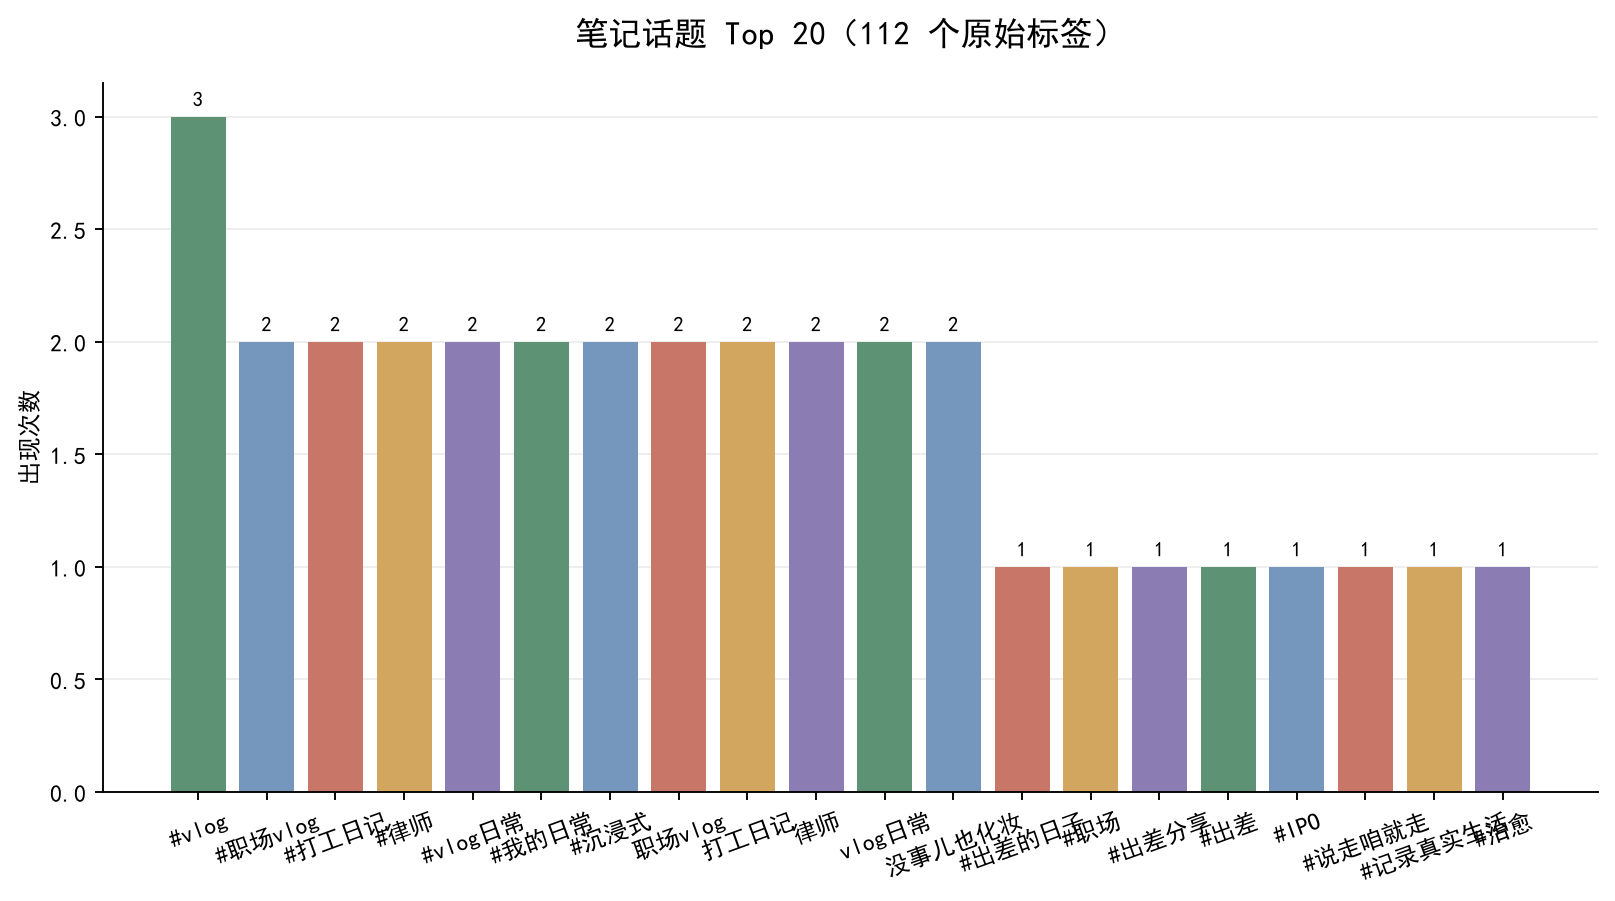 笔记话题 Top 20（112 个原始标签）
出现次数
3.0
2.5
2.0
1.5
1.0
0.5
0.0
3
2
2
2
2
2
2
2
2
2
2
2
1
1
1
1
1
1
1
1
#vlog
#职场vlog
#打工日记
#律师
#vlog日常
#我的日常
#沉浸式
职场vlog
打工日记
律师
vlog日常
没事儿也化妆
#出差的日子
#职场
#出差分享
#出差
#IPO
#说走咱就走
#记录真实生活
#治愈